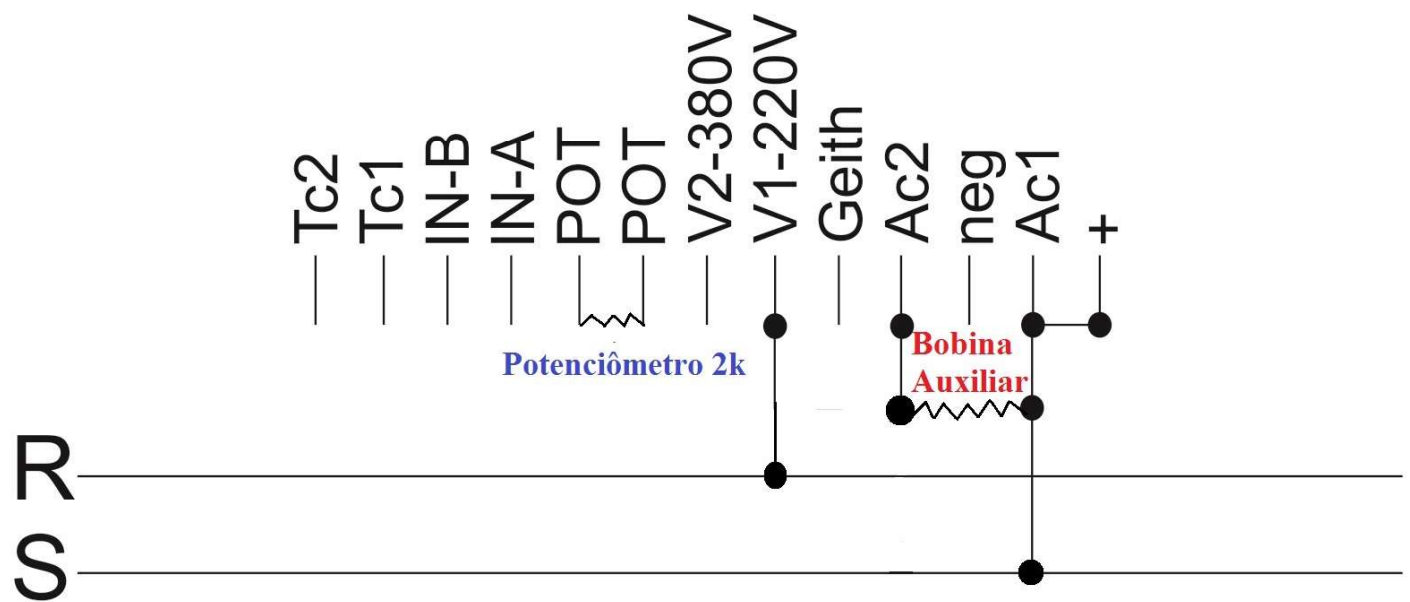 Tc2
Tc1
IN-B
IN-A
POT
POT
V2-380V
V1-220V
Geith
Ac2
neg
Ac1
+
Potenciômetro 2k
Bobina
Auxiliar
R
S